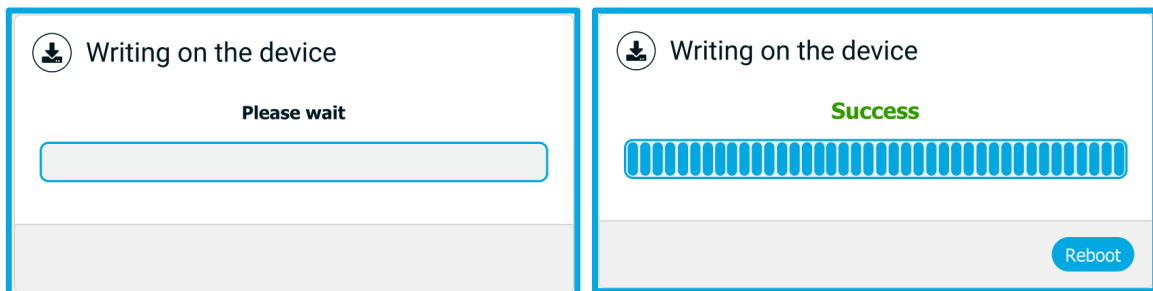 Writing on the device
Please wait
Writing on the device
Success
Reboot